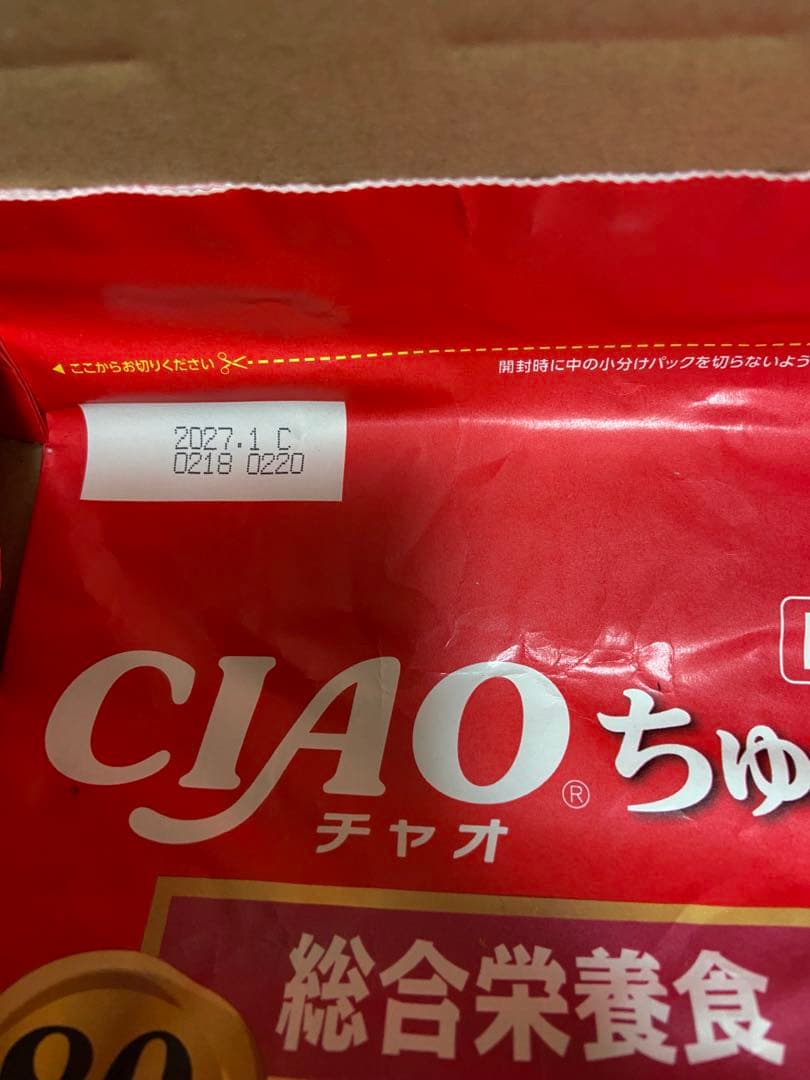 ここからお切りください
開封時に中の小分けパックを切らないよう
2027.1 C
0218 0220
CIAO® ちゅ
チャオ
総合栄養食